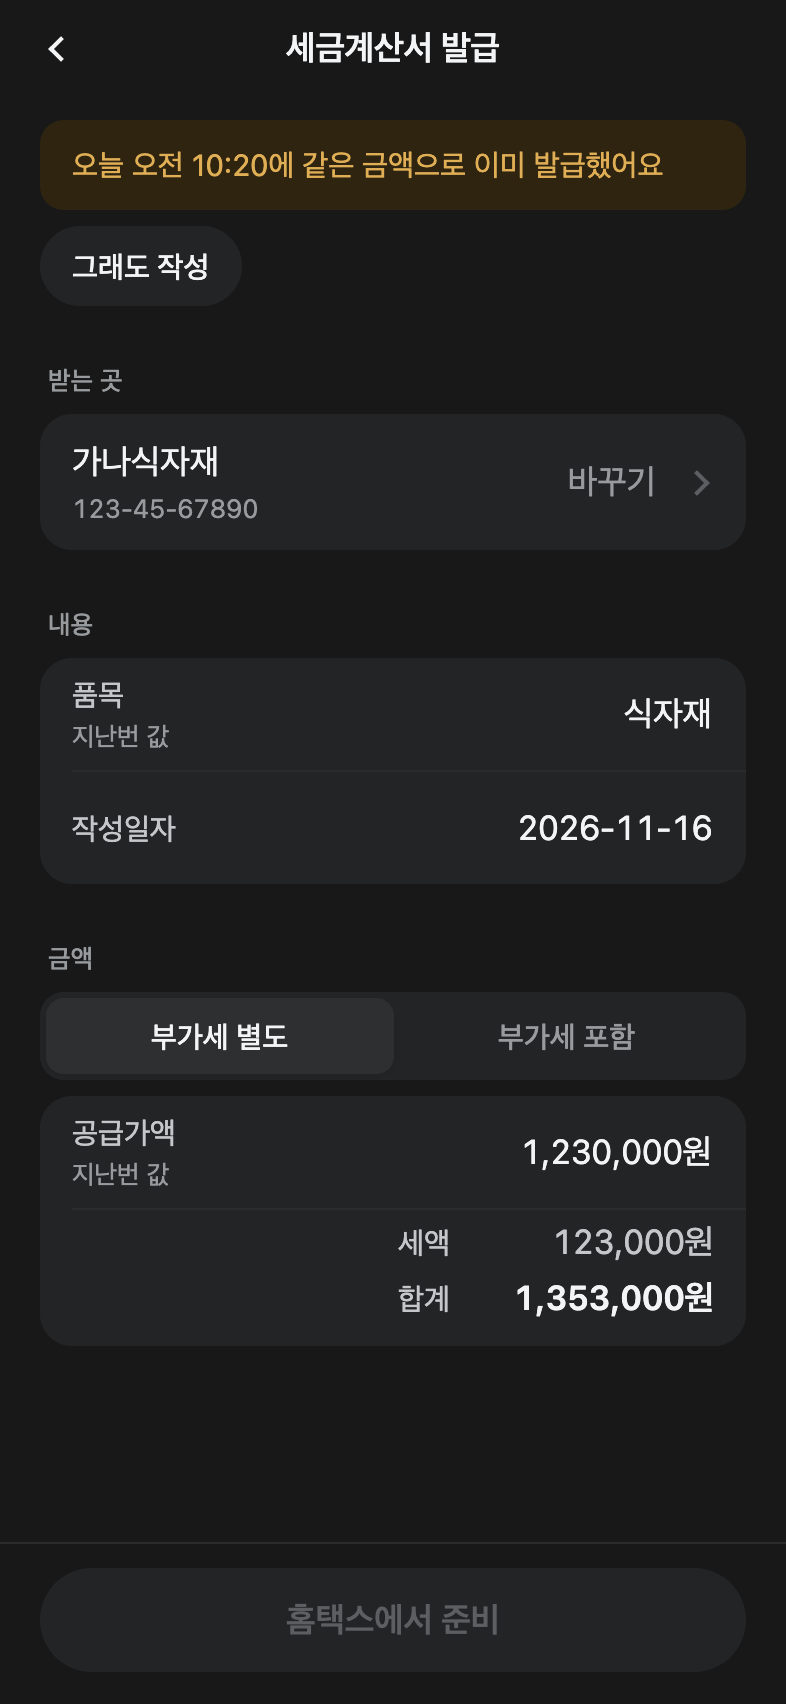 세금계산서 발급
오늘 오전 10:20에 같은 금액으로 이미 발급했어요
그래도 작성
받는 곳
가나식자재
123-45-67890
바꾸기
내용
품목
지난번 값
식자재
작성일자
2026-11-16
금액
부가세 별도
부가세 포함
공급가액
지난번 값
1,230,000원
세액 123,000원
합계 1,353,000원
홈택스에서 준비